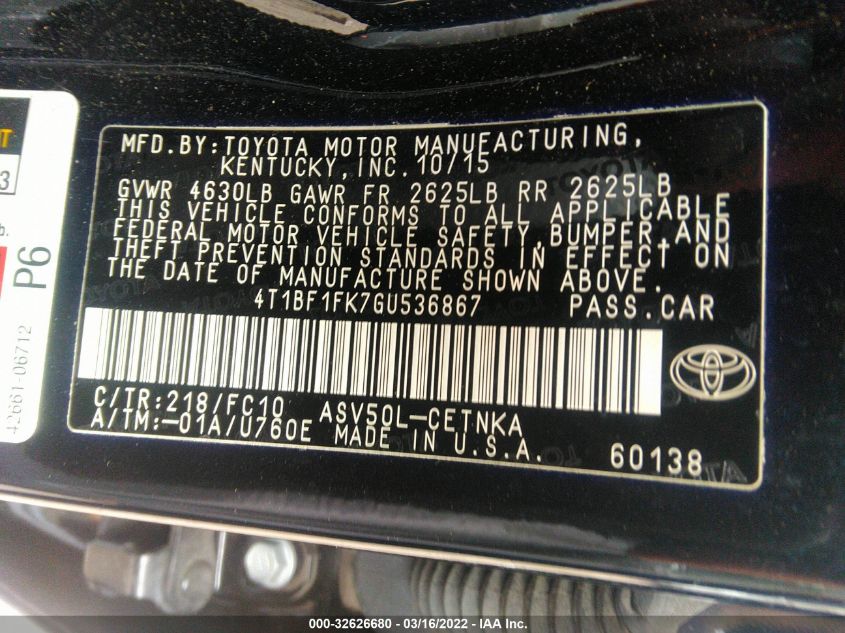 MFD.BY:TOYOTA MOTOR MANUFACTURING,
KENTUCKY,INC. 10/15
GVWR 4630LB GAWR FR 2625LB RR 2625LB
THIS VEHICLE CONFORMS TO ALL APPLICABLE
FEDERAL MOTOR VEHICLE SAFETY,BUMPER,AND
THEFT PREVENTION STANDARDS IN EFFECT ON
THE DATE OF MANUFACTURE SHOWN ABOVE.
4T1BF1FK7GU536867 PASS.CAR
C/TR:218/FC10 ASV50L-CETNKA
A/TM:-01A/U760E MADE IN U.S.A.
60138
3
b.
P6
42661-06712
000-32626680 - 03/16/2022 - IAA Inc.